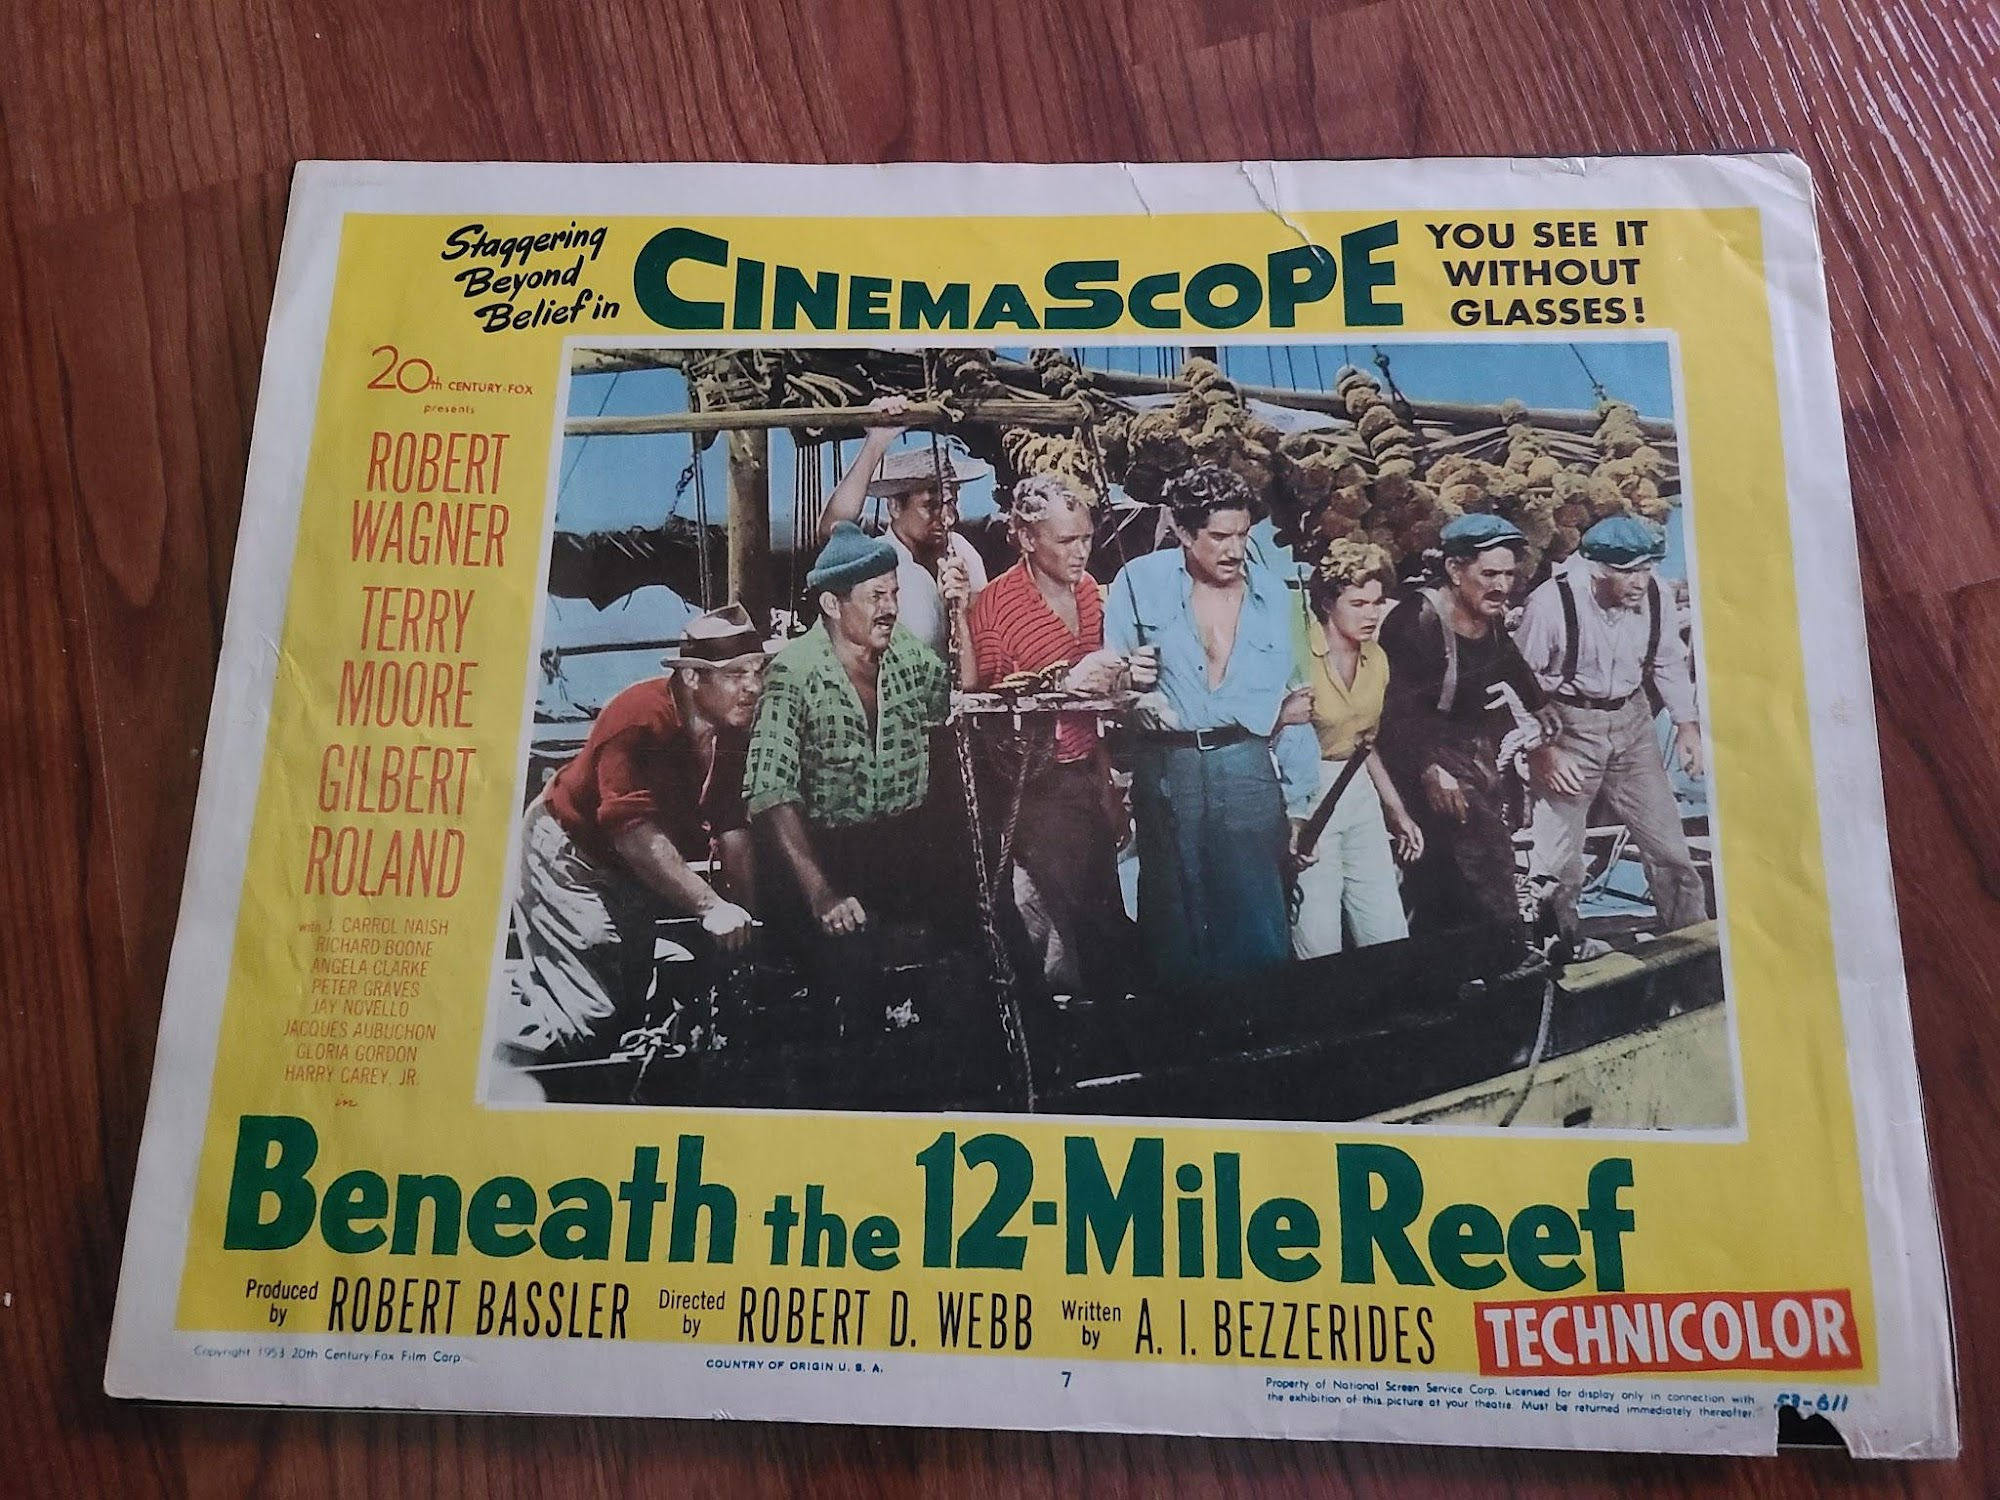 Staggering
Beyond
Belief in
CINEMASCOPE
YOU SEE IT
WITHOUT
GLASSES!
20th CENTURY-FOX
presents
ROBERT
WAGNER
TERRY
MOORE
GILBERT
ROLAND
with J. CARROL NAISH
RICHARD BOONE
ANGELA CLARKE
PETER GRAVES
JAY NOVELLO
JACQUES AUBUCHON
GLORIA GORDON
HARRY CAREY, JR.
in
Beneath the 12-Mile Reef
Produced by ROBERT BASSLER Directed by ROBERT D. WEBB Written by A. I. BEZZERIDES
TECHNICOLOR
Copyright 1953 20th Century-Fox Film Corp.
COUNTRY OF ORIGIN U. S. A.
7
Property of National Screen Service Corp. Licensed for display only in connection with
the exhibition of this picture at your theatre. Must be returned immediately thereafter.
53-611